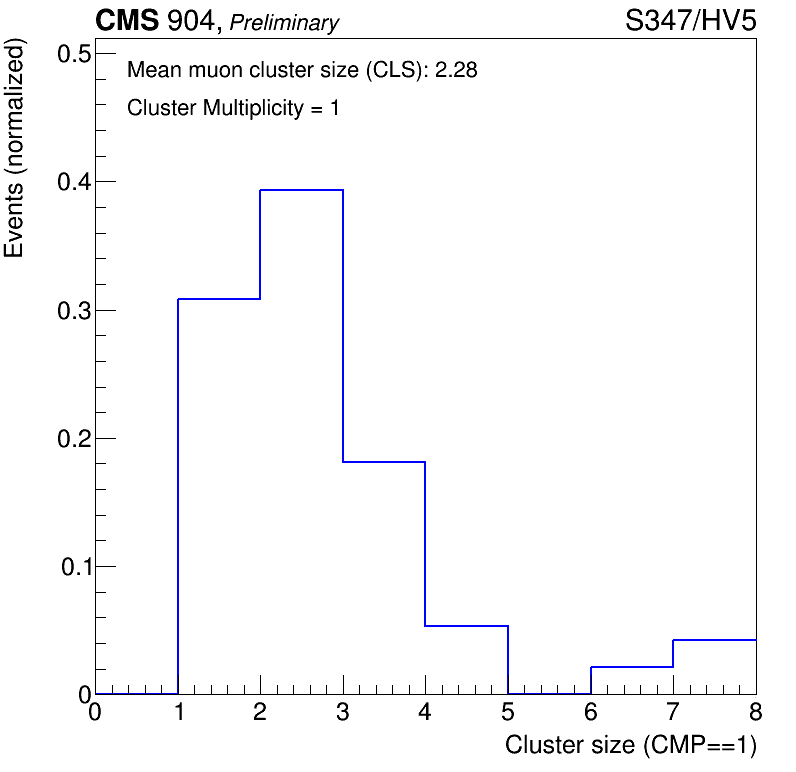 CMS 904, Preliminary
S347/HV5
Mean muon cluster size (CLS): 2.28
Cluster Multiplicity = 1
Events (normalized)
0.5
0.4
0.3
0.2
0.1
0
0 1 2 3 4 5 6 7 8
Cluster size (CMP==1)